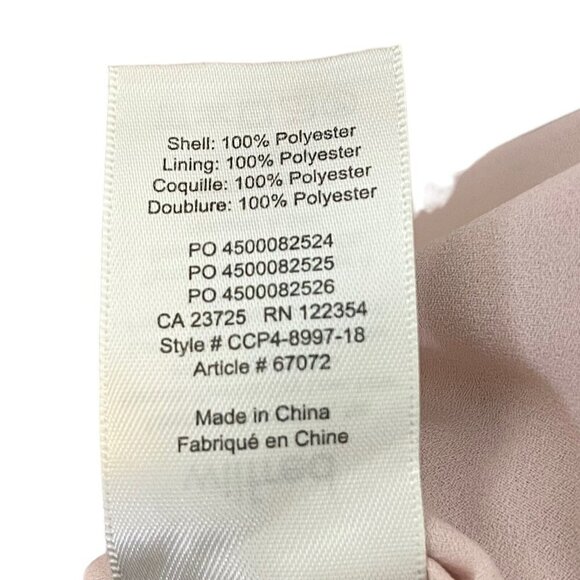 Shell: 100% Polyester
Lining: 100% Polyester
Coquille: 100% Polyester
Doublure: 100% Polyester
PO 4500082524
PO 4500082525
PO 4500082526
CA 23725 RN 122354
Style # CCP4-8997-18
Article # 67072
Made in China
Fabriqué en Chine